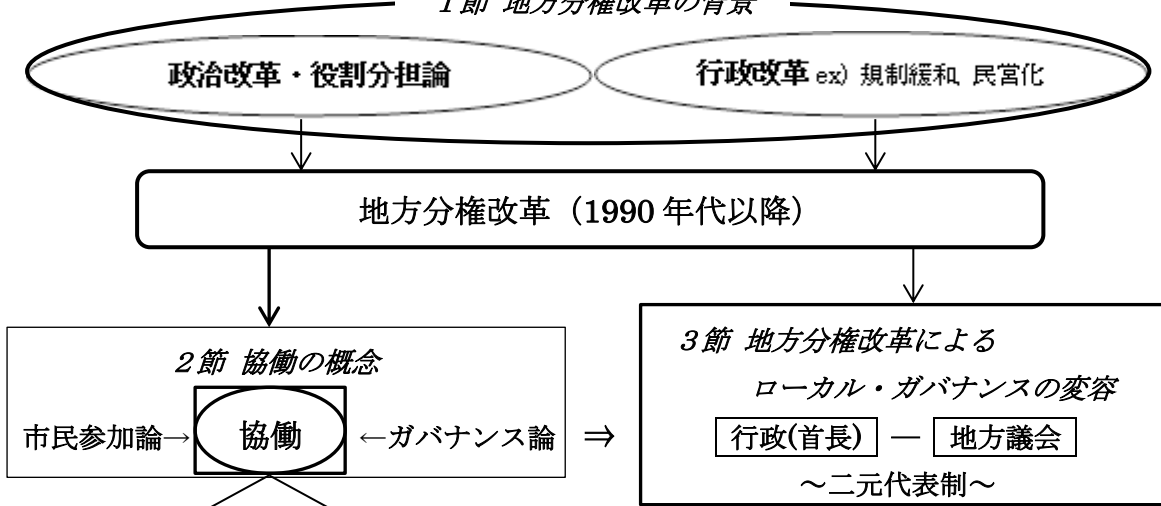 1節 地方分権改革の背景
政治改革・役割分担論
行政改革 ex) 規制緩和 民営化
地方分権改革（1990 年代以降）
２節 協働の概念
市民参加論→ 協働 ←ガバナンス論
⇒
３節 地方分権改革による
ローカル・ガバナンスの変容
行政(首長) ― 地方議会
～二元代表制～